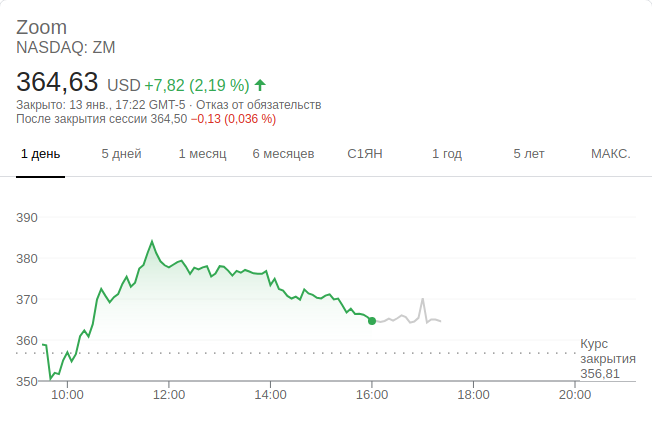 Zoom
NASDAQ: ZM
364,63 USD +7,82 (2,19 %)
Закрыто: 13 янв., 17:22 GMT-5 · Отказ от обязательств
После закрытия сессии 364,50 −0,13 (0,036 %)
1 день 5 дней 1 месяц 6 месяцев С1ЯН 1 год 5 лет МАКС.
390
380
370
360
Курс
закрытия
356,81
350
10:00 12:00 14:00 16:00 18:00 20:00